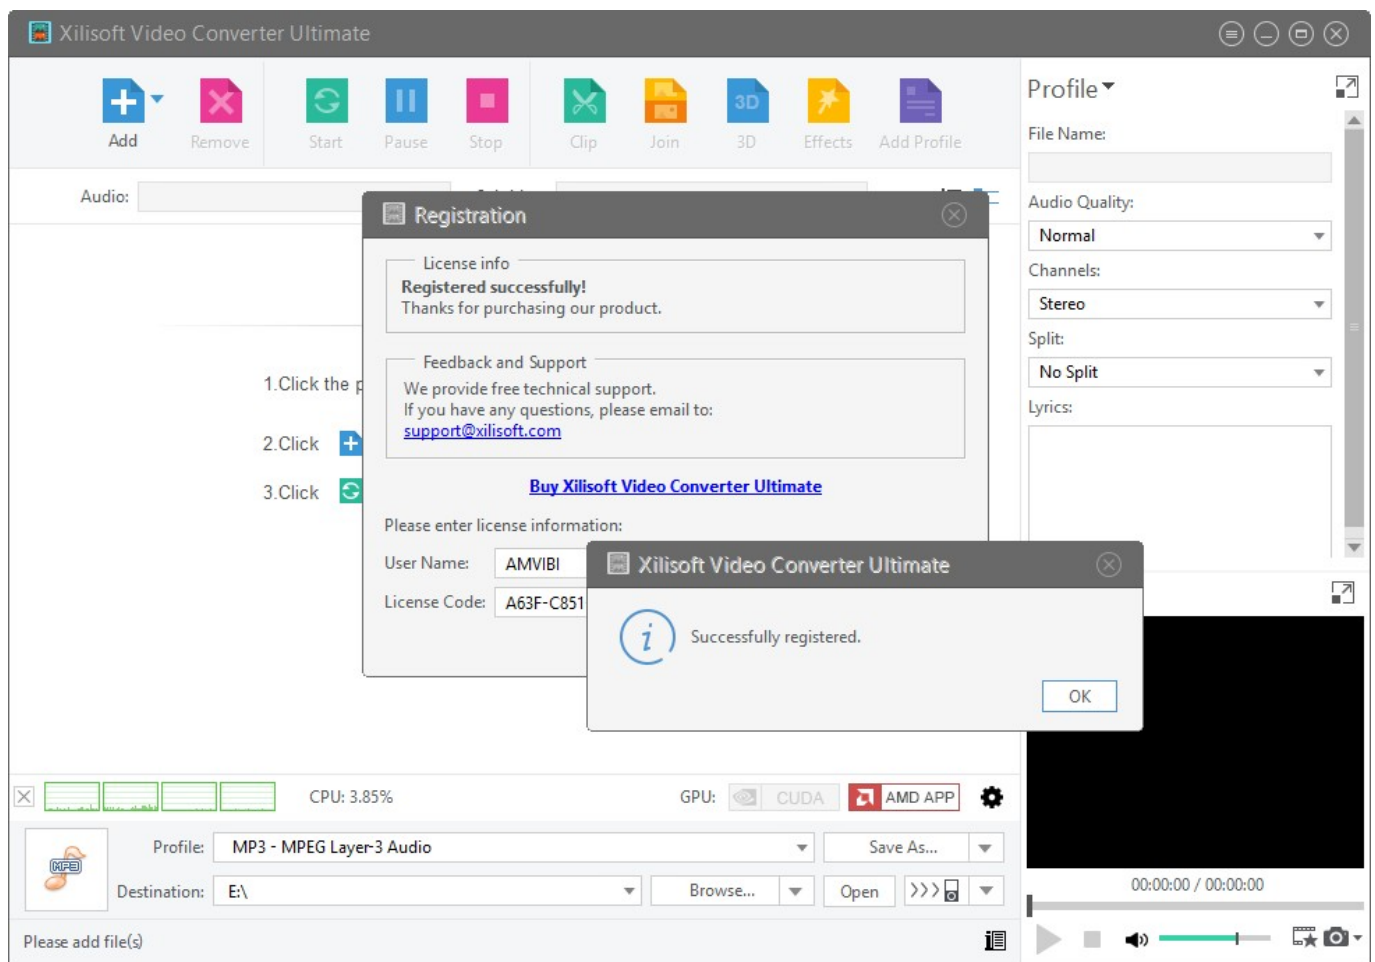 Xilisoft Video Converter Ultimate
Add
Remove
Start
Pause
Stop
Clip
Join
3D
3D
Effects
Add Profile
Audio:
Profile
File Name:
Audio Quality:
Normal
Channels:
Stereo
Split:
No Split
Lyrics:
1.Click the
2.Click
3.Click
Registration
License info
Registered successfully!
Thanks for purchasing our product.
Feedback and Support
We provide free technical support.
If you have any questions, please email to:
support@xilisoft.com
Buy Xilisoft Video Converter Ultimate
Please enter license information:
User Name: AMVIBI
License Code: A63F-C851
Xilisoft Video Converter Ultimate
Successfully registered.
OK
CPU: 3.85%
GPU: CUDA AMD APP
MP3
Profile: MP3 - MPEG Layer-3 Audio Save As...
Destination: E:\ Browse... Open >>>
00:00:00 / 00:00:00
Please add file(s)